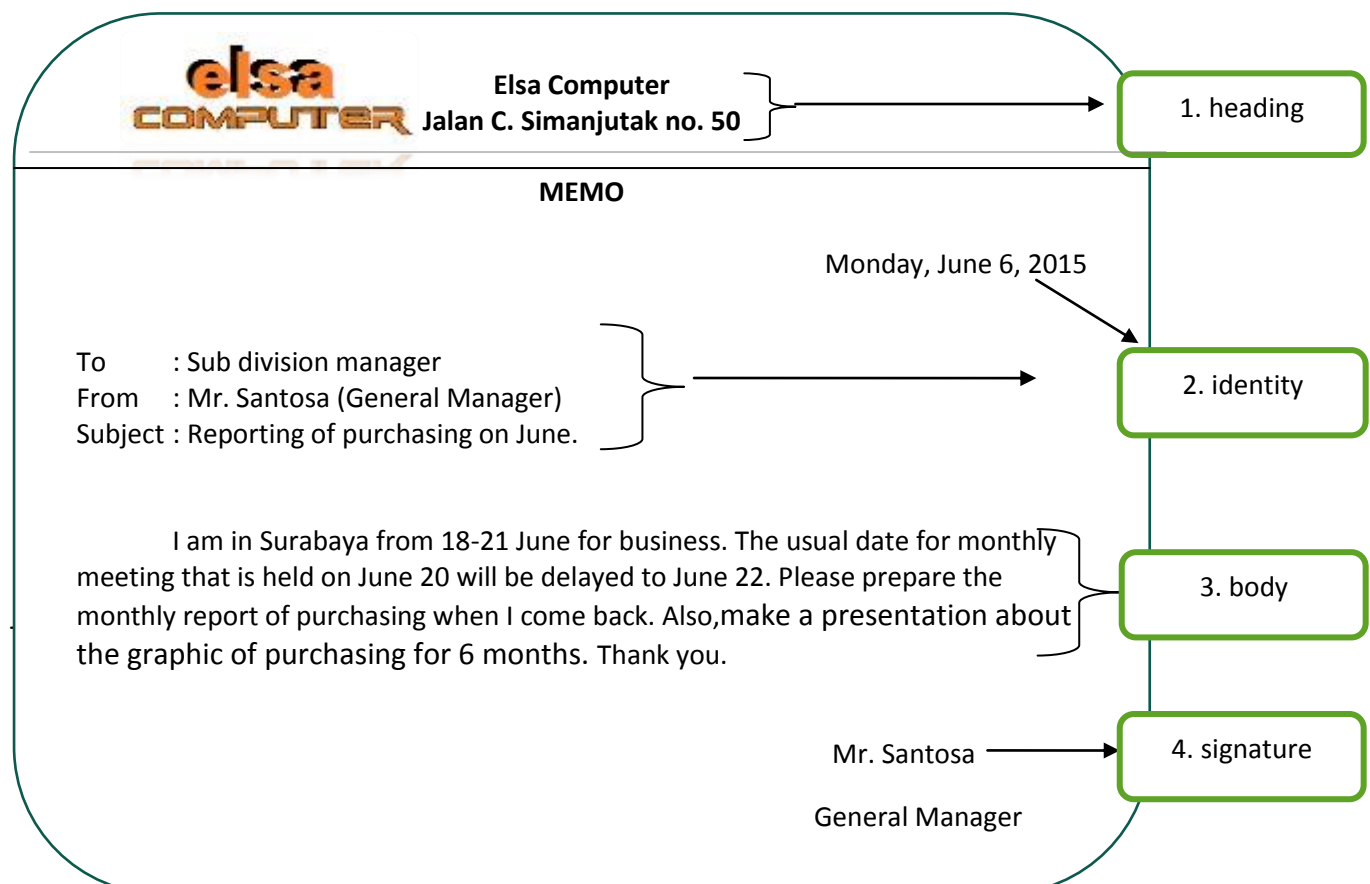 elsa
COMPUTER
Elsa Computer
Jalan C. Simanjutak no. 50
1. heading
MEMO
Monday, June 6, 2015
To : Sub division manager
From : Mr. Santosa (General Manager)
Subject : Reporting of purchasing on June.
2. identity
I am in Surabaya from 18-21 June for business. The usual date for monthly
meeting that is held on June 20 will be delayed to June 22. Please prepare the
monthly report of purchasing when I come back. Also,make a presentation about
the graphic of purchasing for 6 months. Thank you.
3. body
Mr. Santosa
4. signature
General Manager